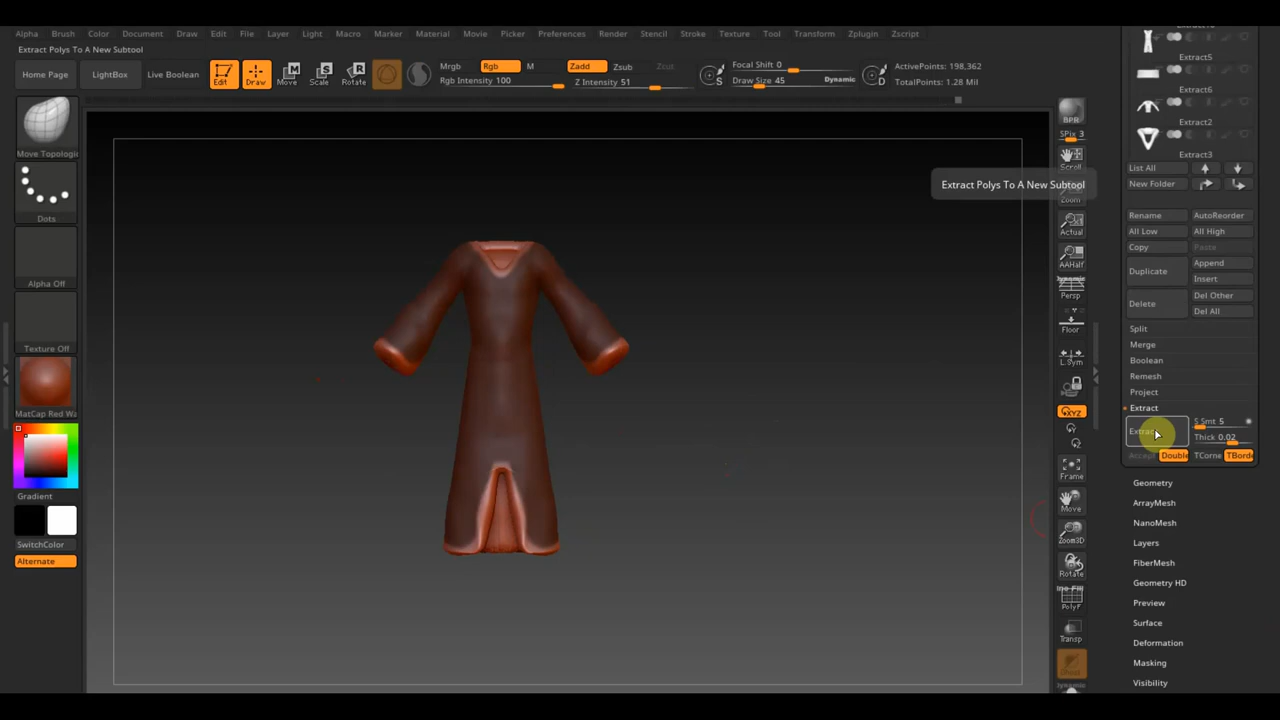 Extract10
Alpha Brush Color Document Draw Edit File Layer Light Macro Marker Material Movie Picker Preferences Render Stencil Stroke Texture Tool Transform Zplugin Zscript
Extract Polys To A New Subtool
Home Page
LightBox
Live Boolean
Edit
Draw
Move
Scale
Rotate
Mrgb Rgb M
Rgb Intensity 100
Zadd Zsub Zcut
Z Intensity 51
S
Focal Shift 0
Draw Size 45 Dynamic
D
ActivePoints: 198,362
TotalPoints: 1.28 Mil
Move Topologic
Dots
Alpha Off
Texture Off
MatCap Red Wa
Gradient
SwitchColor
Alternate
Extract Polys To A New Subtool
BPR
SPix 3
Scroll
Zoom
Actual
AAHalf
Dynamic
Persp
Floor
L.Sym
XYZ
Y
Z
Frame
Move
Zoom3D
Rotate
PolyF
Transp
Dynamic
Extract5
Extract6
Extract2
Extract3
List All
New Folder
Rename AutoReorder
All Low All High
Copy Paste
Duplicate
Append
Insert
Delete
Del Other
Del All
Split
Merge
Boolean
Remesh
Project
Extract
Extract
S Smt 5
Thick 0.02
Accept Double TCorne TBorde
Geometry
ArrayMesh
NanoMesh
Layers
FiberMesh
Geometry HD
Preview
Surface
Deformation
Masking
Visibility